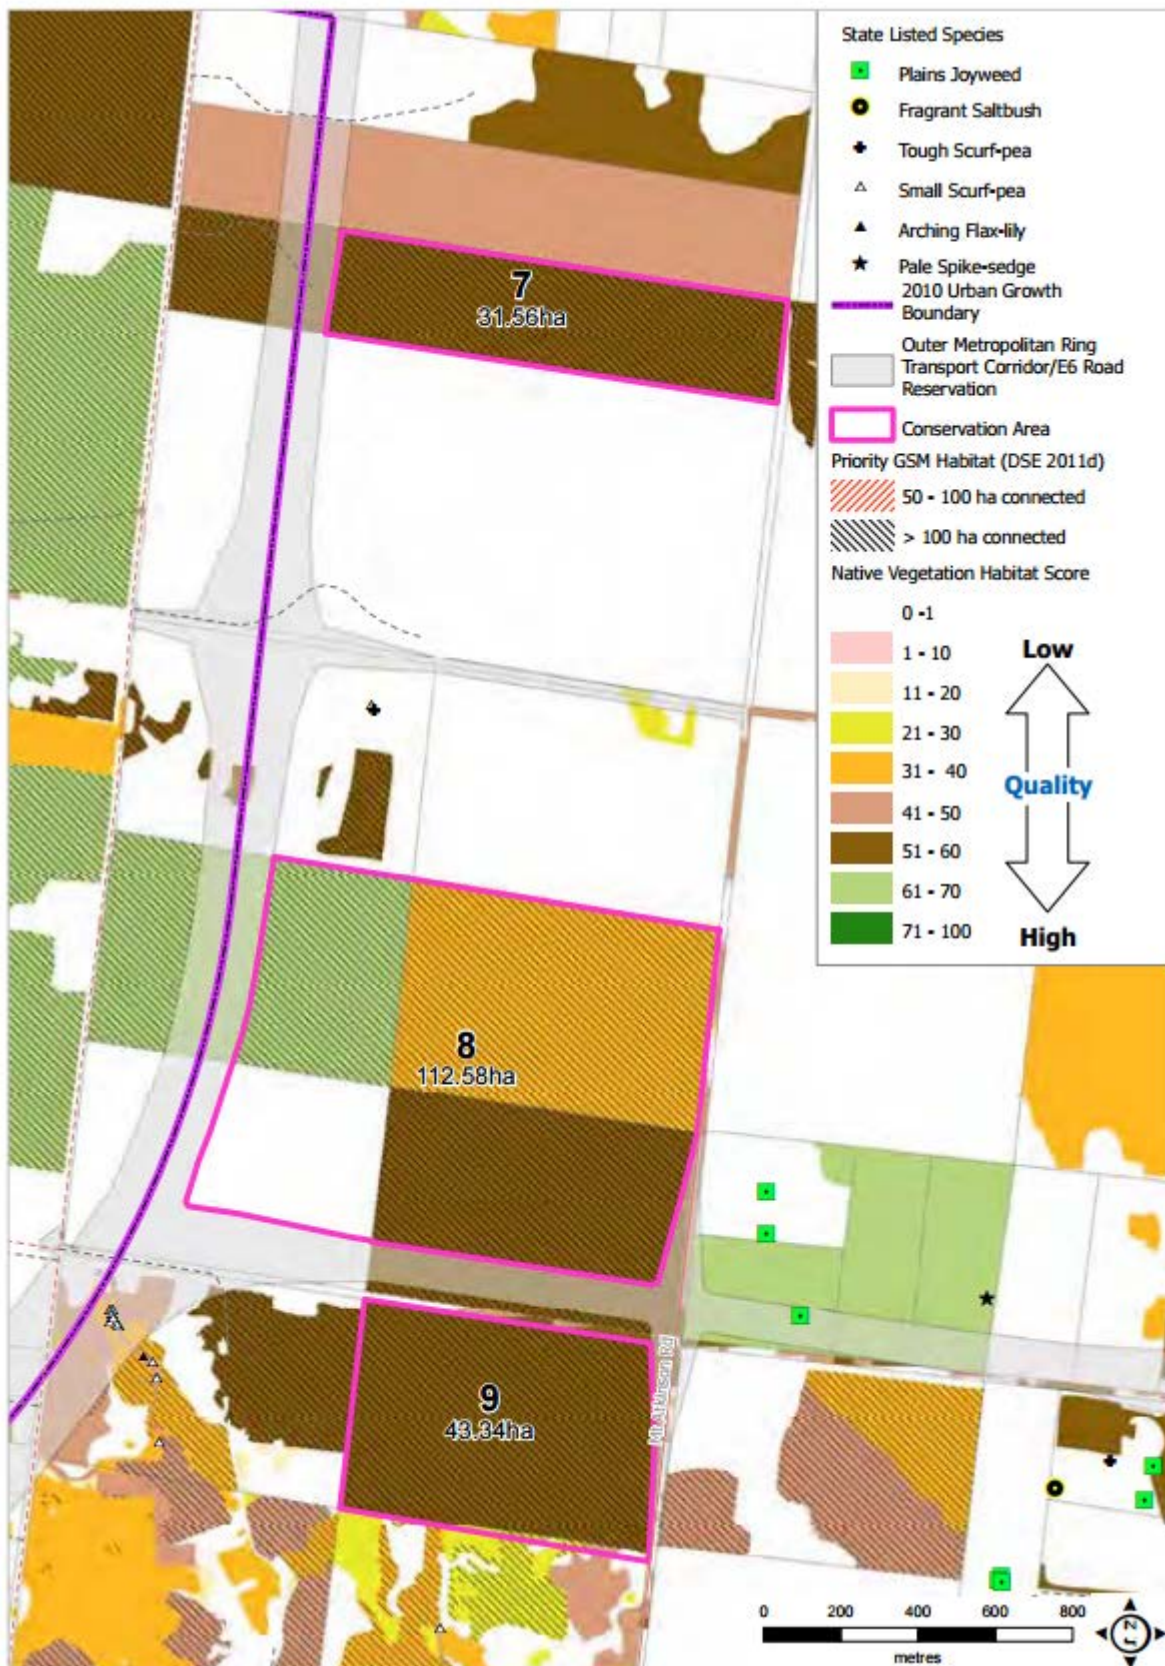 State Listed Species
Plains Joyweed
Fragrant Saltbush
Tough Scurf-pea
Small Scurf-pea
Arching Flax-lily
Pale Spike-sedge
2010 Urban Growth
Boundary
Outer Metropolitan Ring
Transport Corridor/E6 Road
Reservation
Conservation Area
Priority GSM Habitat (DSE 2011d)
50 - 100 ha connected
> 100 ha connected
Native Vegetation Habitat Score
0 -1
1 - 10
11 - 20
21 - 30
31 - 40
41 - 50
51 - 60
61 - 70
71 - 100
Low
Quality
High
7
31.56ha
8
112.58ha
9
43.34ha
Mt Atkinson Rd
0 200 400 600 800
metres
N